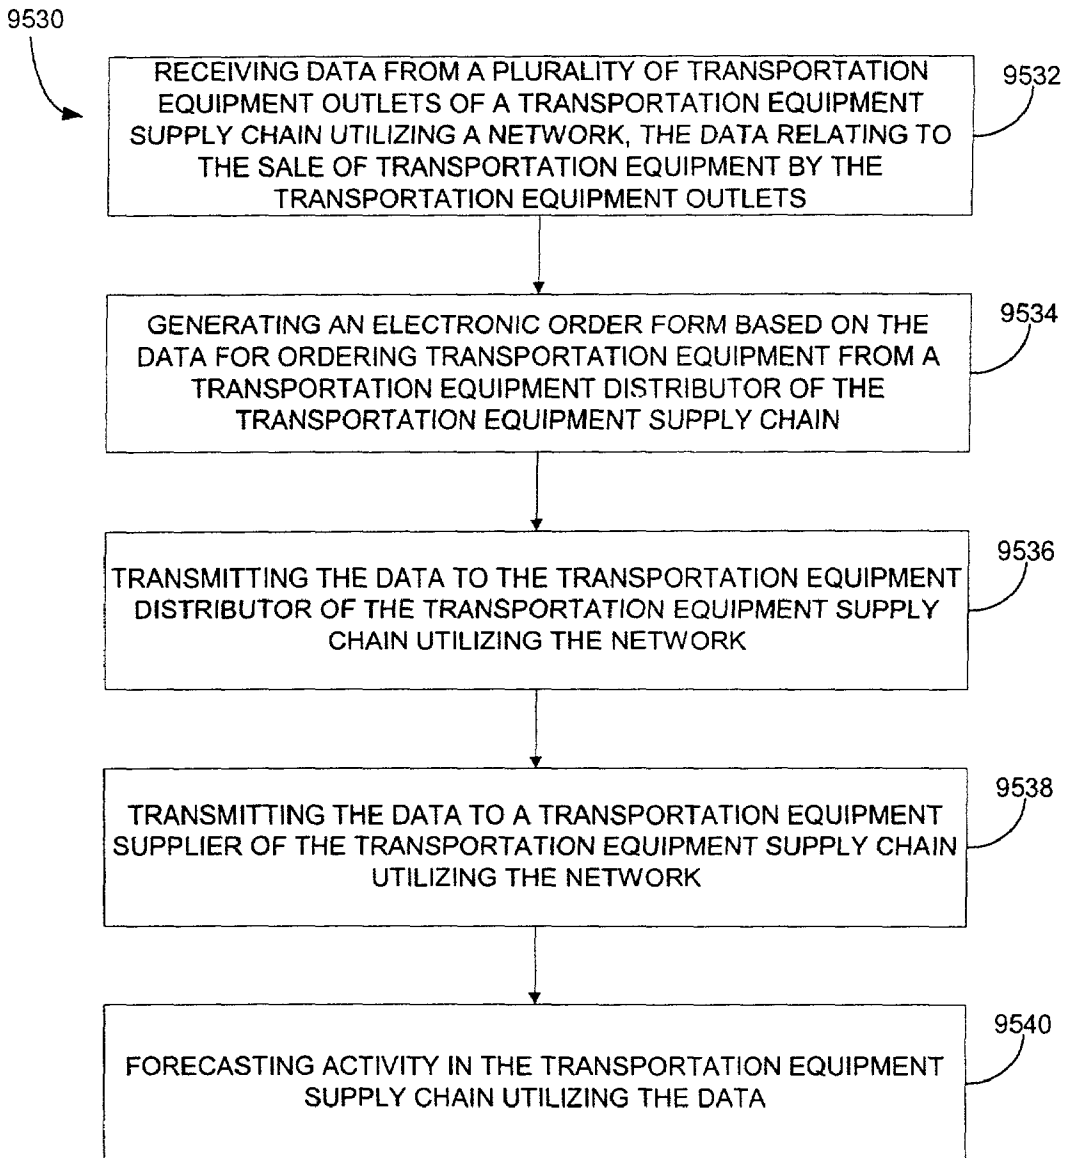 9530
RECEIVING DATA FROM A PLURALITY OF TRANSPORTATION
EQUIPMENT OUTLETS OF A TRANSPORTATION EQUIPMENT
SUPPLY CHAIN UTILIZING A NETWORK, THE DATA RELATING TO
THE SALE OF TRANSPORTATION EQUIPMENT BY THE
TRANSPORTATION EQUIPMENT OUTLETS
9532
GENERATING AN ELECTRONIC ORDER FORM BASED ON THE
DATA FOR ORDERING TRANSPORTATION EQUIPMENT FROM A
TRANSPORTATION EQUIPMENT DISTRIBUTOR OF THE
TRANSPORTATION EQUIPMENT SUPPLY CHAIN
9534
TRANSMITTING THE DATA TO THE TRANSPORTATION EQUIPMENT
DISTRIBUTOR OF THE TRANSPORTATION EQUIPMENT SUPPLY
CHAIN UTILIZING THE NETWORK
9536
TRANSMITTING THE DATA TO A TRANSPORTATION EQUIPMENT
SUPPLIER OF THE TRANSPORTATION EQUIPMENT SUPPLY CHAIN
UTILIZING THE NETWORK
9538
FORECASTING ACTIVITY IN THE TRANSPORTATION EQUIPMENT
SUPPLY CHAIN UTILIZING THE DATA
9540